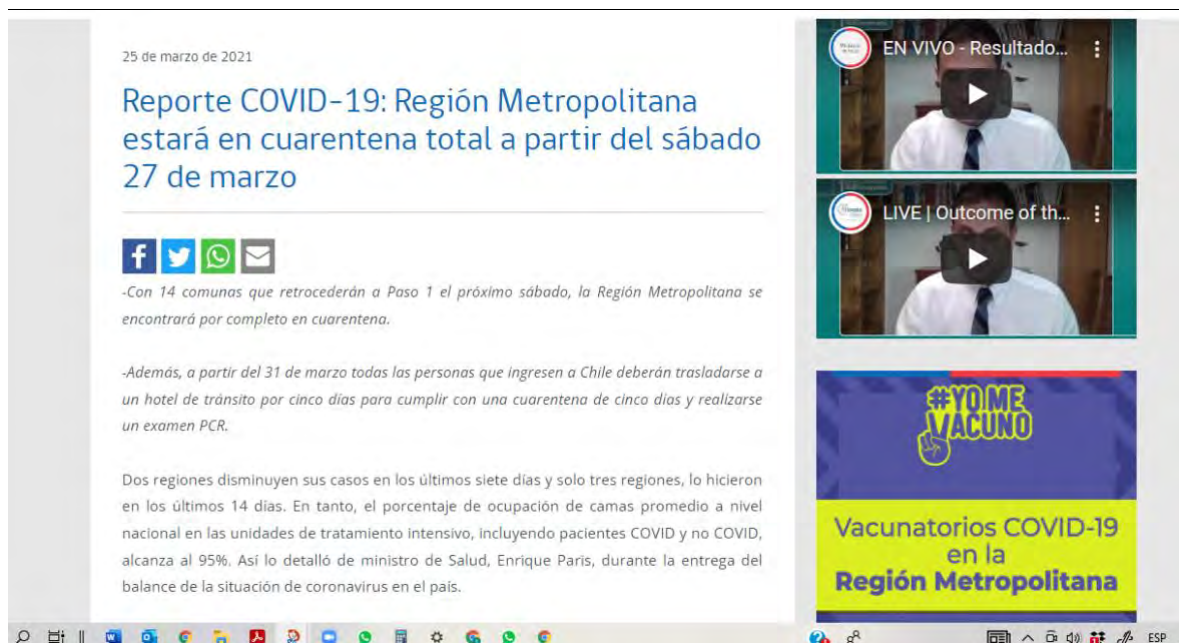 25 de marzo de 2021
Reporte COVID-19: Región Metropolitana
estará en cuarentena total a partir del sábado
27 de marzo
-Con 14 comunas que retrocederán a Paso 1 el próximo sábado, la Región Metropolitana se
encontrará por completo en cuarentena.
-Además, a partir del 31 de marzo todas las personas que ingresen a Chile deberán trasladarse a
un hotel de tránsito por cinco días para cumplir con una cuarentena de cinco días y realizarse
un examen PCR.
Dos regiones disminuyen sus casos en los últimos siete días y solo tres regiones, lo hicieron
en los últimos 14 días. En tanto, el porcentaje de ocupación de camas promedio a nivel
nacional en las unidades de tratamiento intensivo, incluyendo pacientes COVID y no COVID,
alcanza al 95%. Así lo detalló de ministro de Salud, Enrique Paris, durante la entrega del
balance de la situación de coronavirus en el país.
EN VIVO - Resultado...
LIVE | Outcome of th...
#YO ME
VACUNO
Vacunatorios COVID-19
en la
Región Metropolitana
ESP